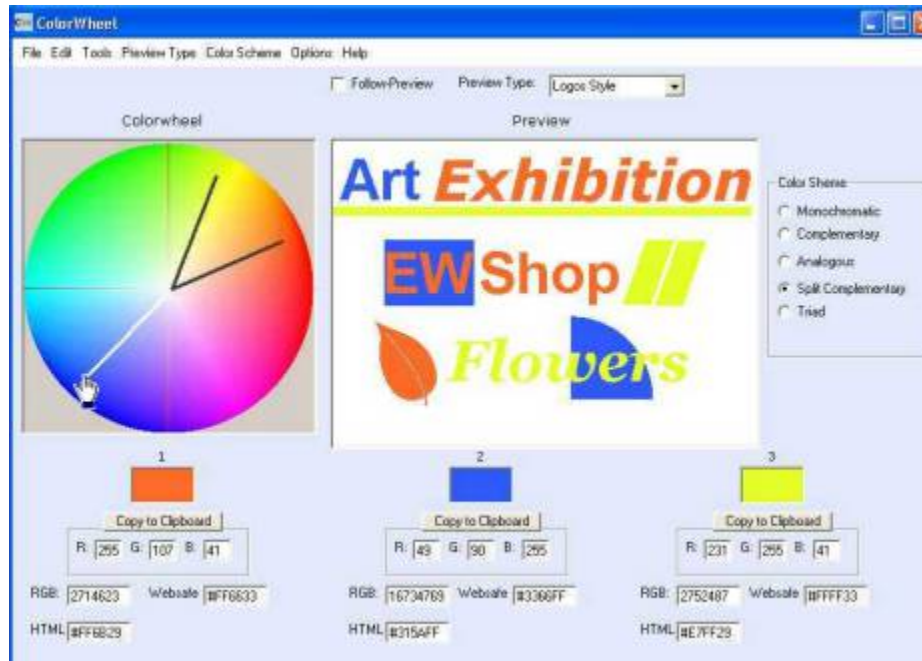 ColorWheel
File Edit Tools Preview Type Color Scheme Options Help
Follow-Preview Preview Type: Logos Style
Colorwheel
Preview
Art Exhibition
EW Shop
Flowers
Color Sheme
Monochromatic
Complementary
Analogous
Split Complementary
Triad
1 2 3
Copy to Clipboard Copy to Clipboard Copy to Clipboard
R: 255 G: 107 B: 41 R: 49 G: 90 B: 255 R: 231 G: 255 B: 41
RGB: 2714623 Websafe #FF6633 RGB: 16734769 Websafe #3366FF RGB: 2752487 Websafe #FFFF33
HTML #FF6B29 HTML #315AFF HTML #E7FF29